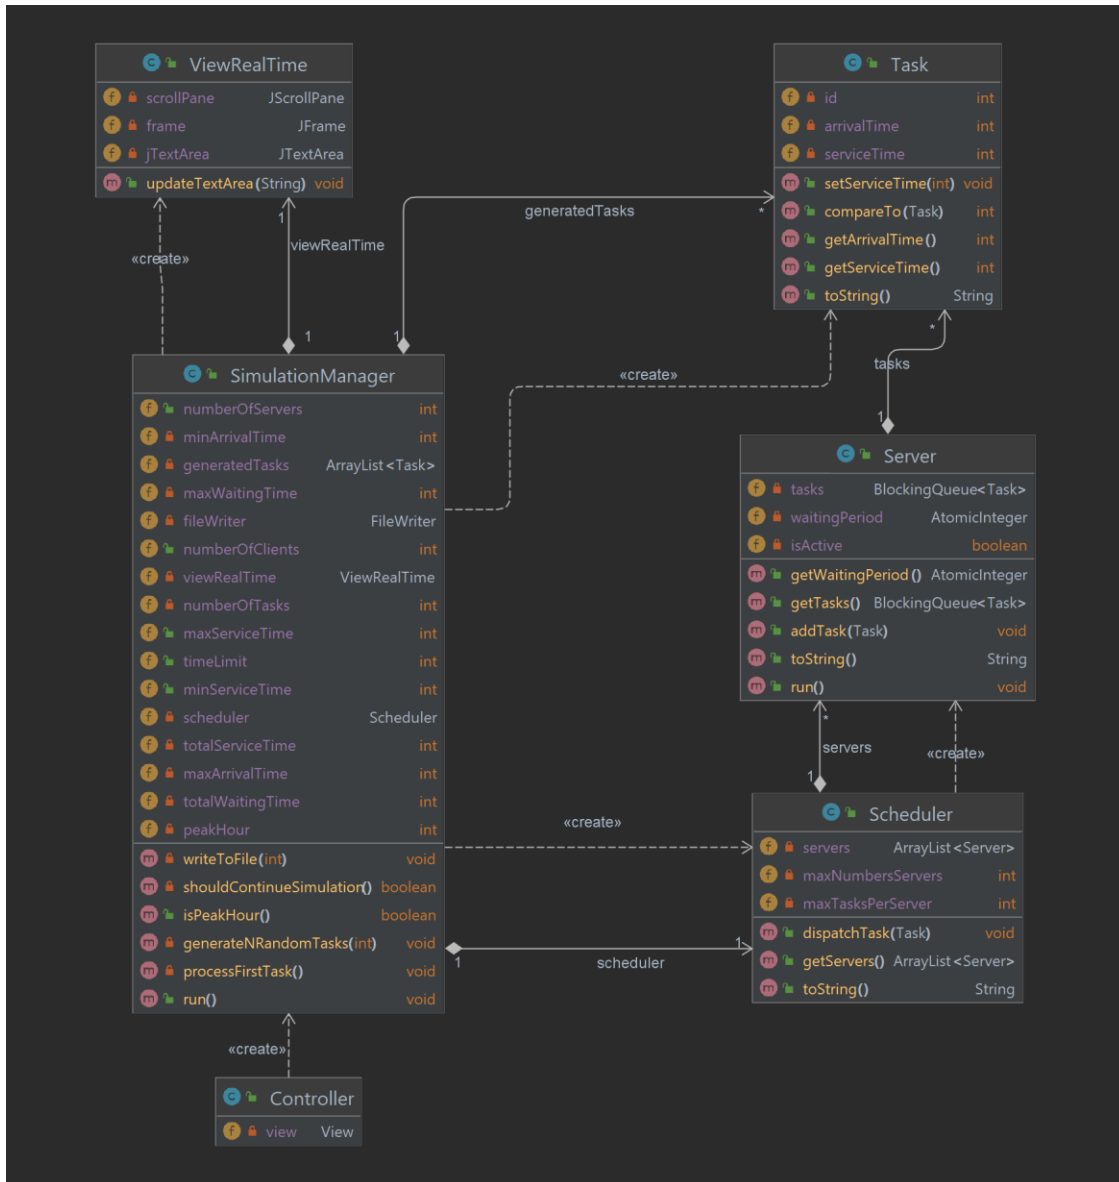 ViewRealTime
scrollPane JScrollPane
frame JFrame
jTextArea JTextArea
updateTextArea(String) void
Task
id int
arrivalTime int
serviceTime int
setServiceTime(int) void
compareTo(Task) int
getArrivalTime() int
getServiceTime() int
toString() String
1
viewRealTime
«create»
1
generatedTasks
*
1
«create»
*
tasks
1
SimulationManager
numberOfServers int
minArrivalTime int
generatedTasks ArrayList<Task>
maxWaitingTime int
fileWriter FileWriter
numberOfClients int
viewRealTime ViewRealTime
numberOfTasks int
maxServiceTime int
timeLimit int
minServiceTime int
scheduler Scheduler
totalServiceTime int
maxArrivalTime int
totalWaitingTime int
peakHour int
writeToFile(int) void
shouldContinueSimulation() boolean
isPeakHour() boolean
generateNRandomTasks(int) void
processFirstTask() void
run() void
Server
tasks BlockingQueue<Task>
waitingPeriod AtomicInteger
isActive boolean
getWaitingPeriod() AtomicInteger
getTasks() BlockingQueue<Task>
addTask(Task) void
toString() String
run() void
*
servers
1
«create»
«create»
1
scheduler
1
Scheduler
servers ArrayList<Server>
maxNumbersServers int
maxTasksPerServer int
dispatchTask(Task) void
getServers() ArrayList<Server>
toString() String
«create»
Controller
view View